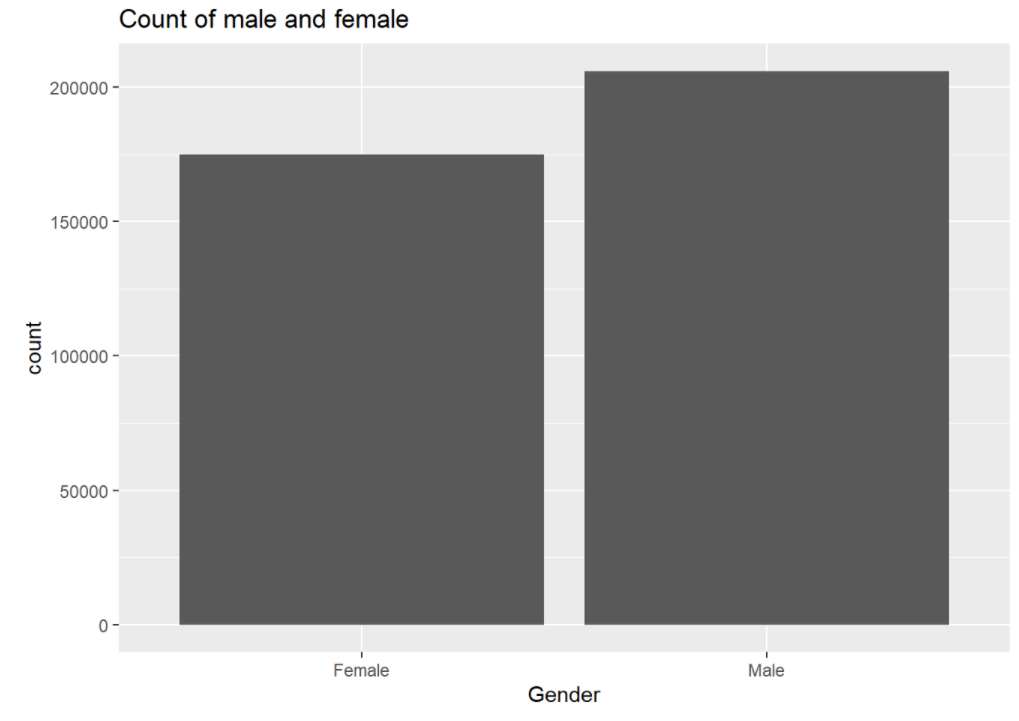 Count of male and female
200000
150000
100000
50000
0
count
Female Male
Gender